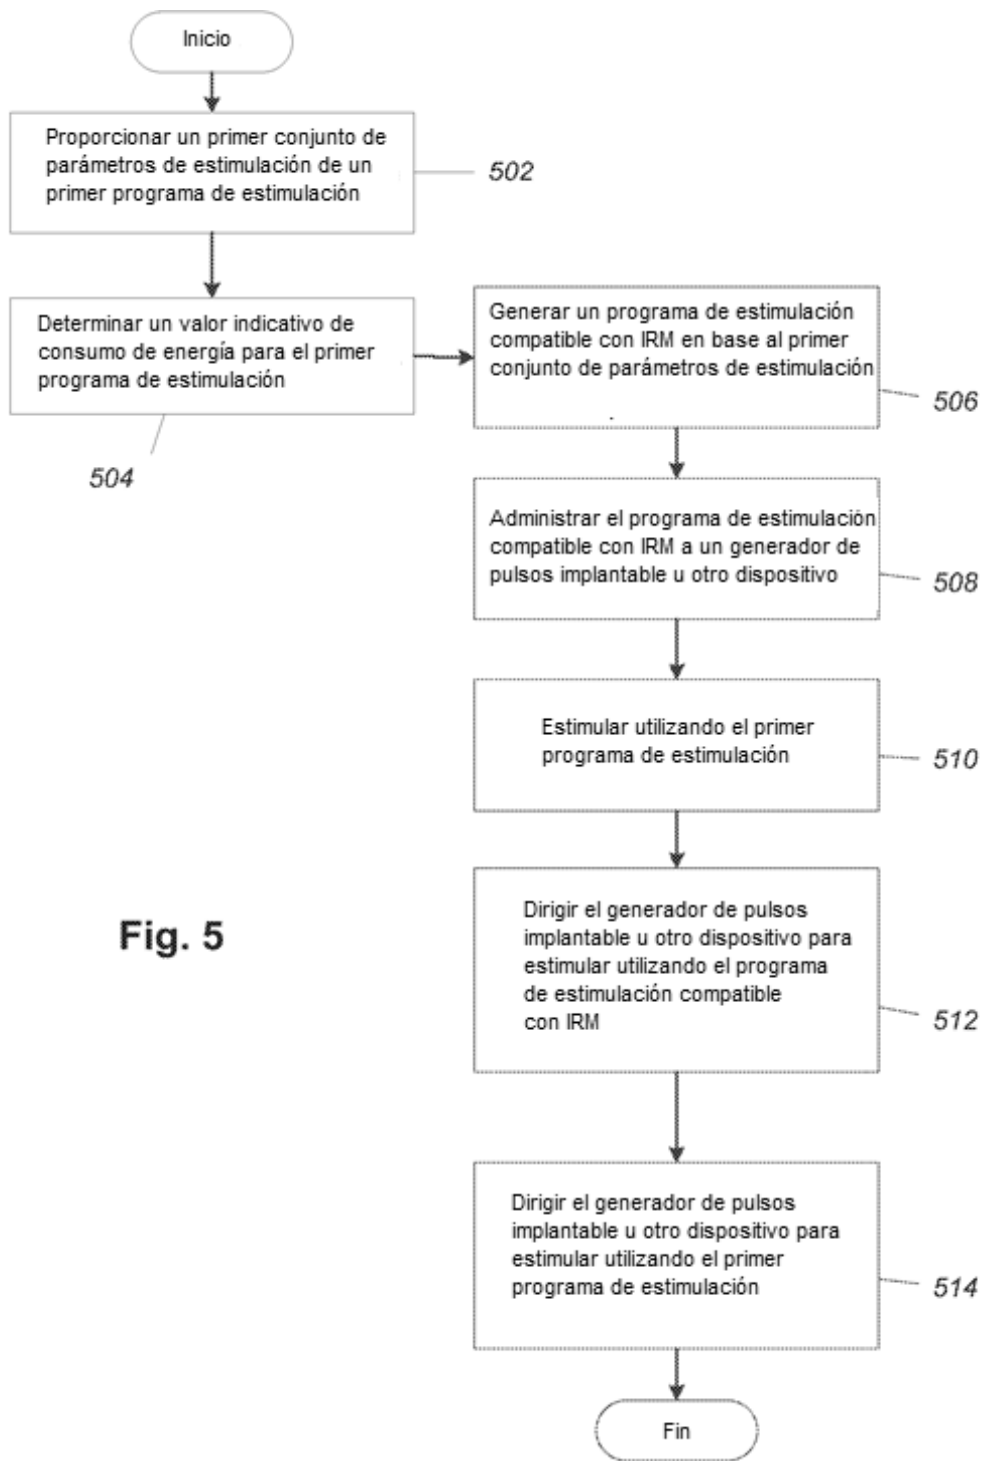 Inicio
Proporcionar un primer conjunto de
parámetros de estimulación de un
primer programa de estimulación
502
Determinar un valor indicativo de
consumo de energía para el primer
programa de estimulación
504
Generar un programa de estimulación
compatible con IRM en base al primer
conjunto de parámetros de estimulación
506
Administrar el programa de estimulación
compatible con IRM a un generador de
pulsos implantable u otro dispositivo
508
Estimular utilizando el primer
programa de estimulación
510
Dirigir el generador de pulsos
implantable u otro dispositivo para
estimular utilizando el programa
de estimulación compatible
con IRM
512
Dirigir el generador de pulsos
implantable u otro dispositivo para
estimular utilizando el primer
programa de estimulación
514
Fin
Fig. 5